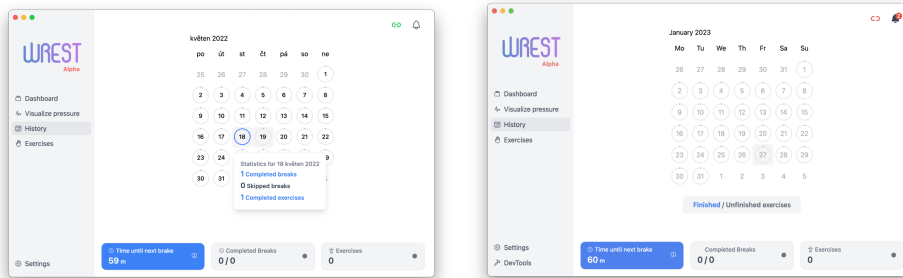 WREST
Alpha
Dashboard
Visualize pressure
History
Exercises
Settings
květen 2022
po út st čt pá so ne
25 26 27 28 29 30 1
2 3 4 5 6 7 8
9 10 11 12 13 14 15
16 17 18 19 20 21 22
23 24 9
30 31
Statistics for 18 květen 2022
1 Completed breaks
0 Skipped breaks
1 Completed exercises
Time until next brake
59 m
Completed Breaks
0 / 0
Exercises
0
2
WREST
Alpha
Dashboard
Visualize pressure
History
Exercises
Settings
DevTools
January 2023
Mo Tu We Th Fr Sa Su
26 27 28 29 30 31 1
2 3 4 5 6 7 8
9 10 11 12 13 14 15
16 17 18 19 20 21 22
23 24 25 26 27 28 29
30 31 1 2 3 4 5
Finished / Unfinished exercises
Time until next brake
60 m
Completed Breaks
0 / 0
Exercises
0